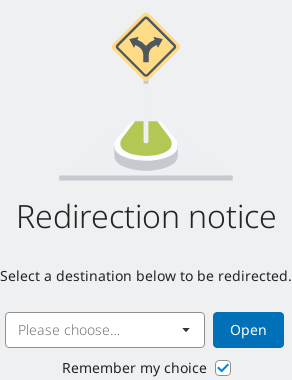 Redirection notice
Select a destination below to be redirected.
Please choose...
Open
Remember my choice